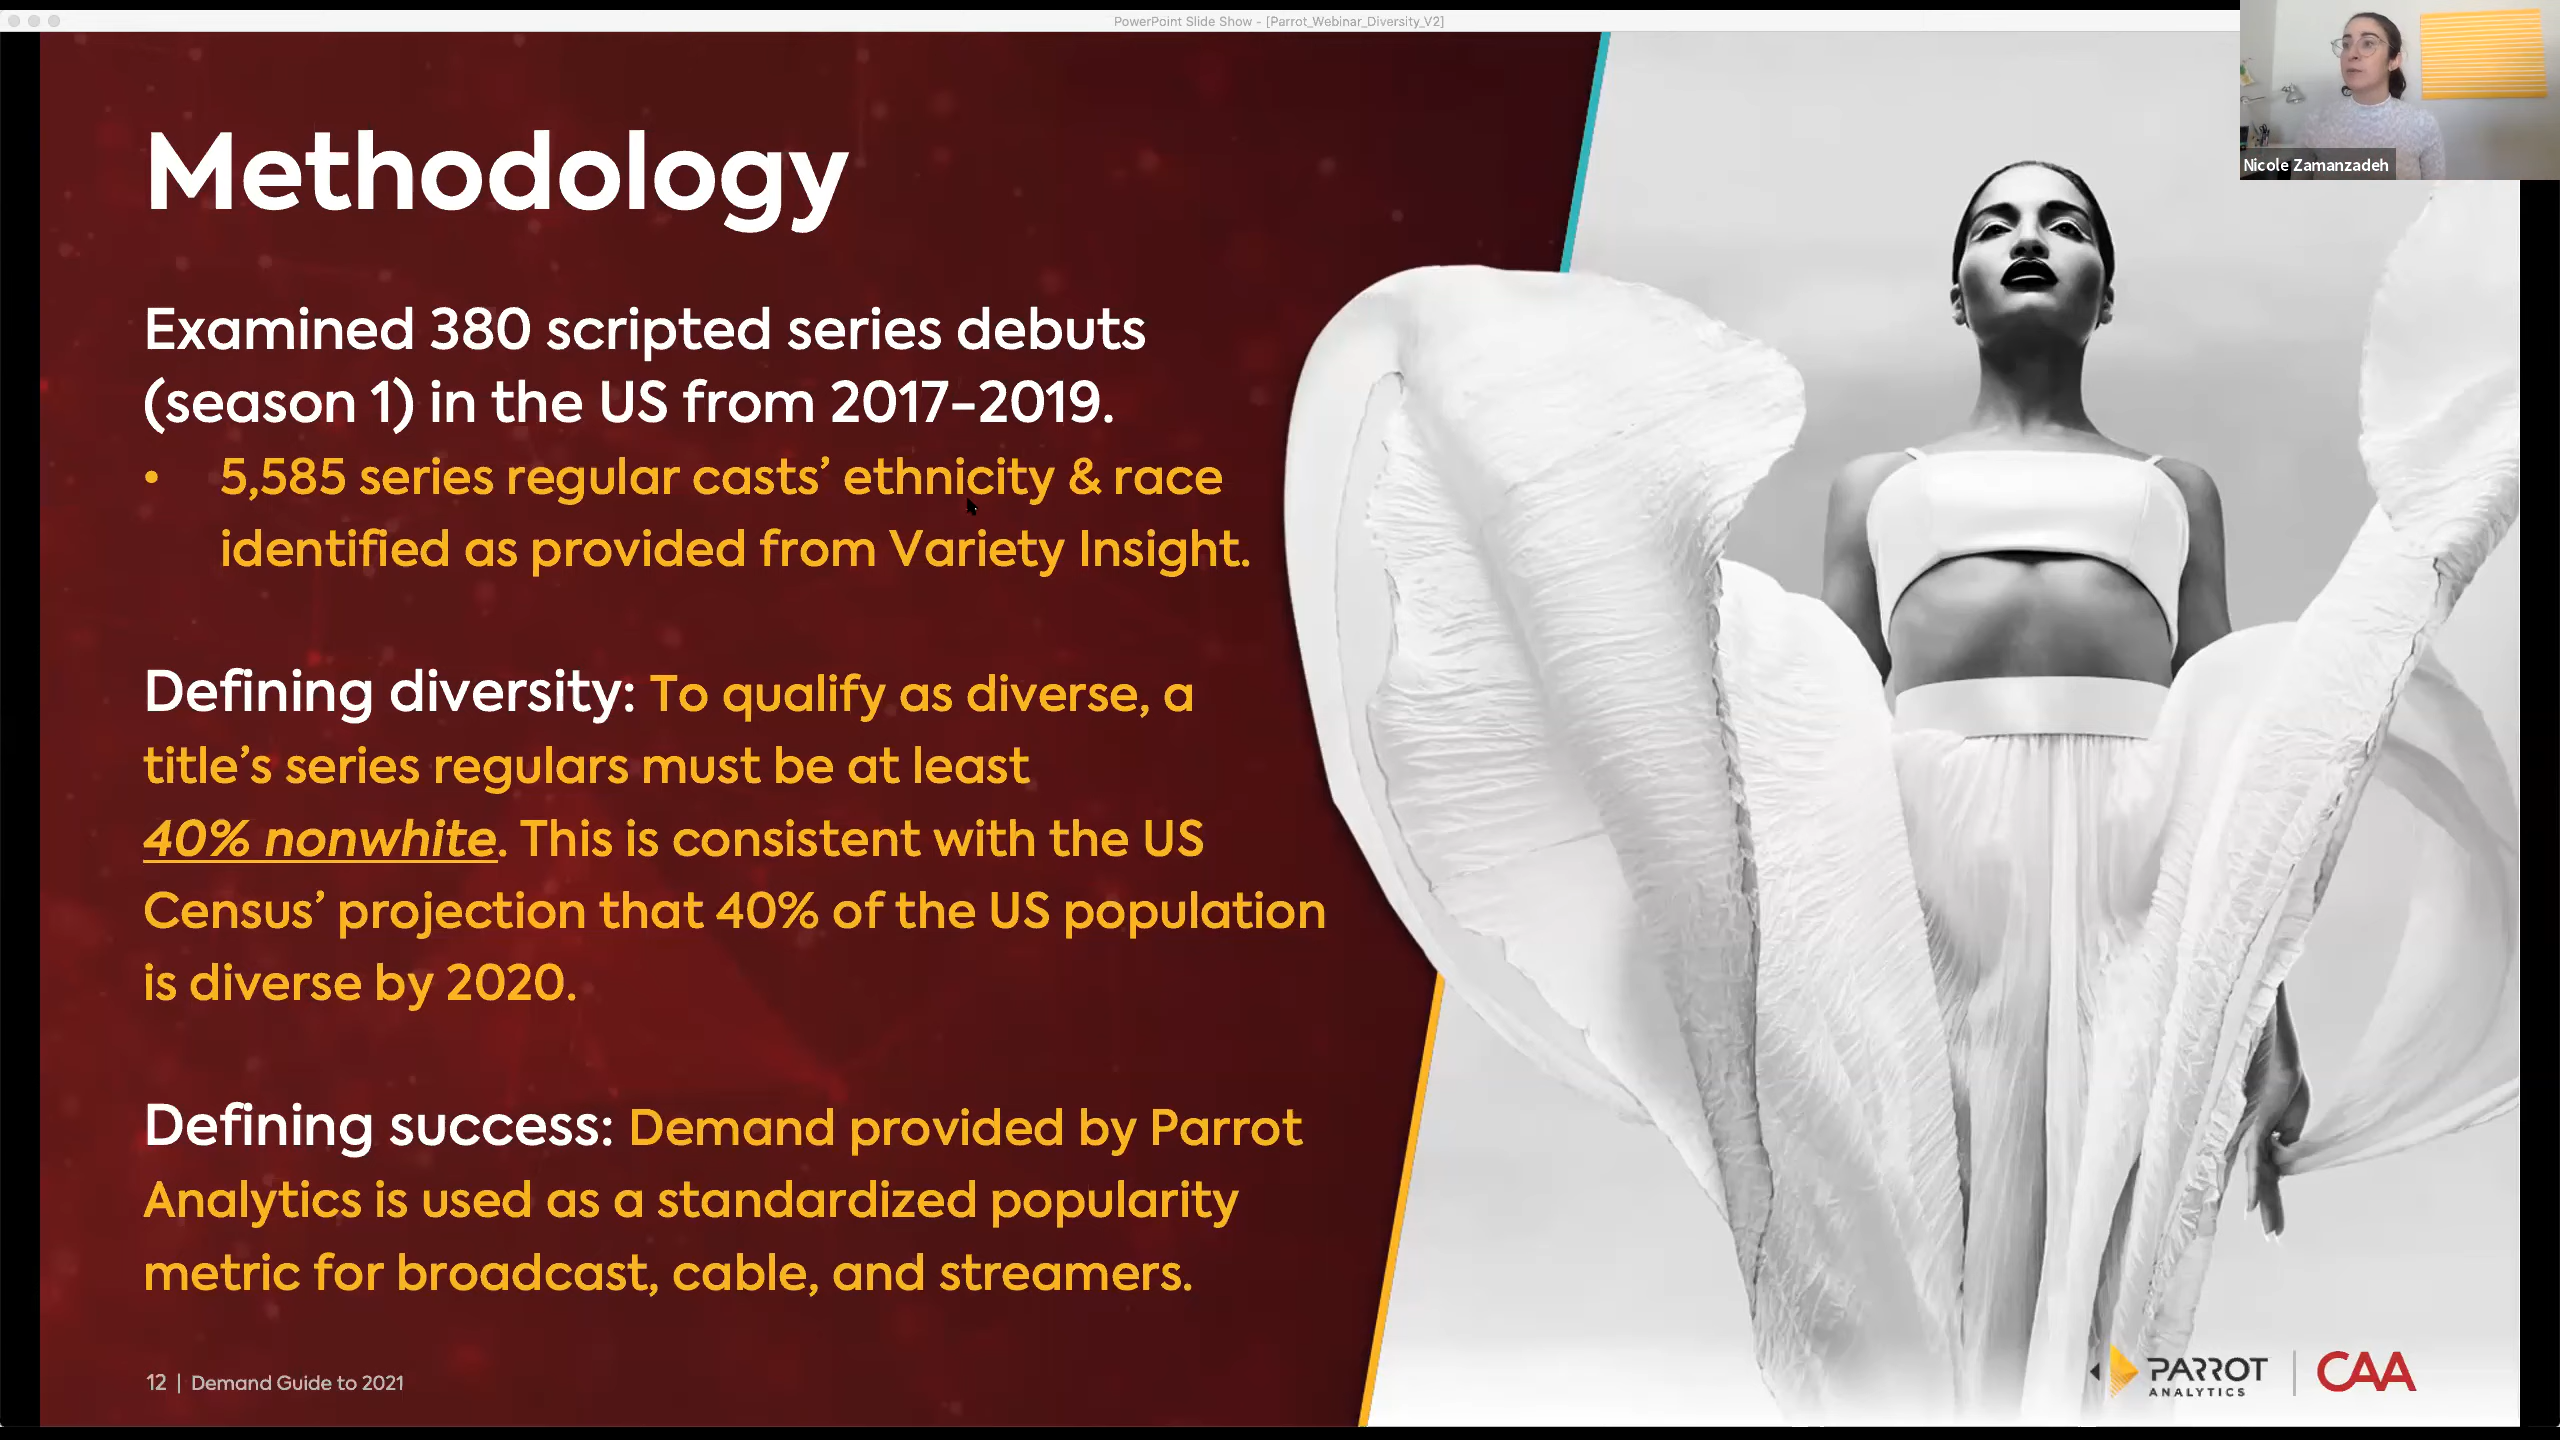 PowerPoint Slide Show - [Parrot_Webinar_Diversity_V2]
Nicole Zamanzadeh
Methodology
Examined 380 scripted series debuts
(season 1) in the US from 2017-2019.
• 5,585 series regular casts’ ethnicity & race
identified as provided from Variety Insight.
Defining diversity: To qualify as diverse, a
title’s series regulars must be at least
40% nonwhite. This is consistent with the US
Census’ projection that 40% of the US population
is diverse by 2020.
Defining success: Demand provided by Parrot
Analytics is used as a standardized popularity
metric for broadcast, cable, and streamers.
12 | Demand Guide to 2021
PARROT
ANALYTICS
CAA